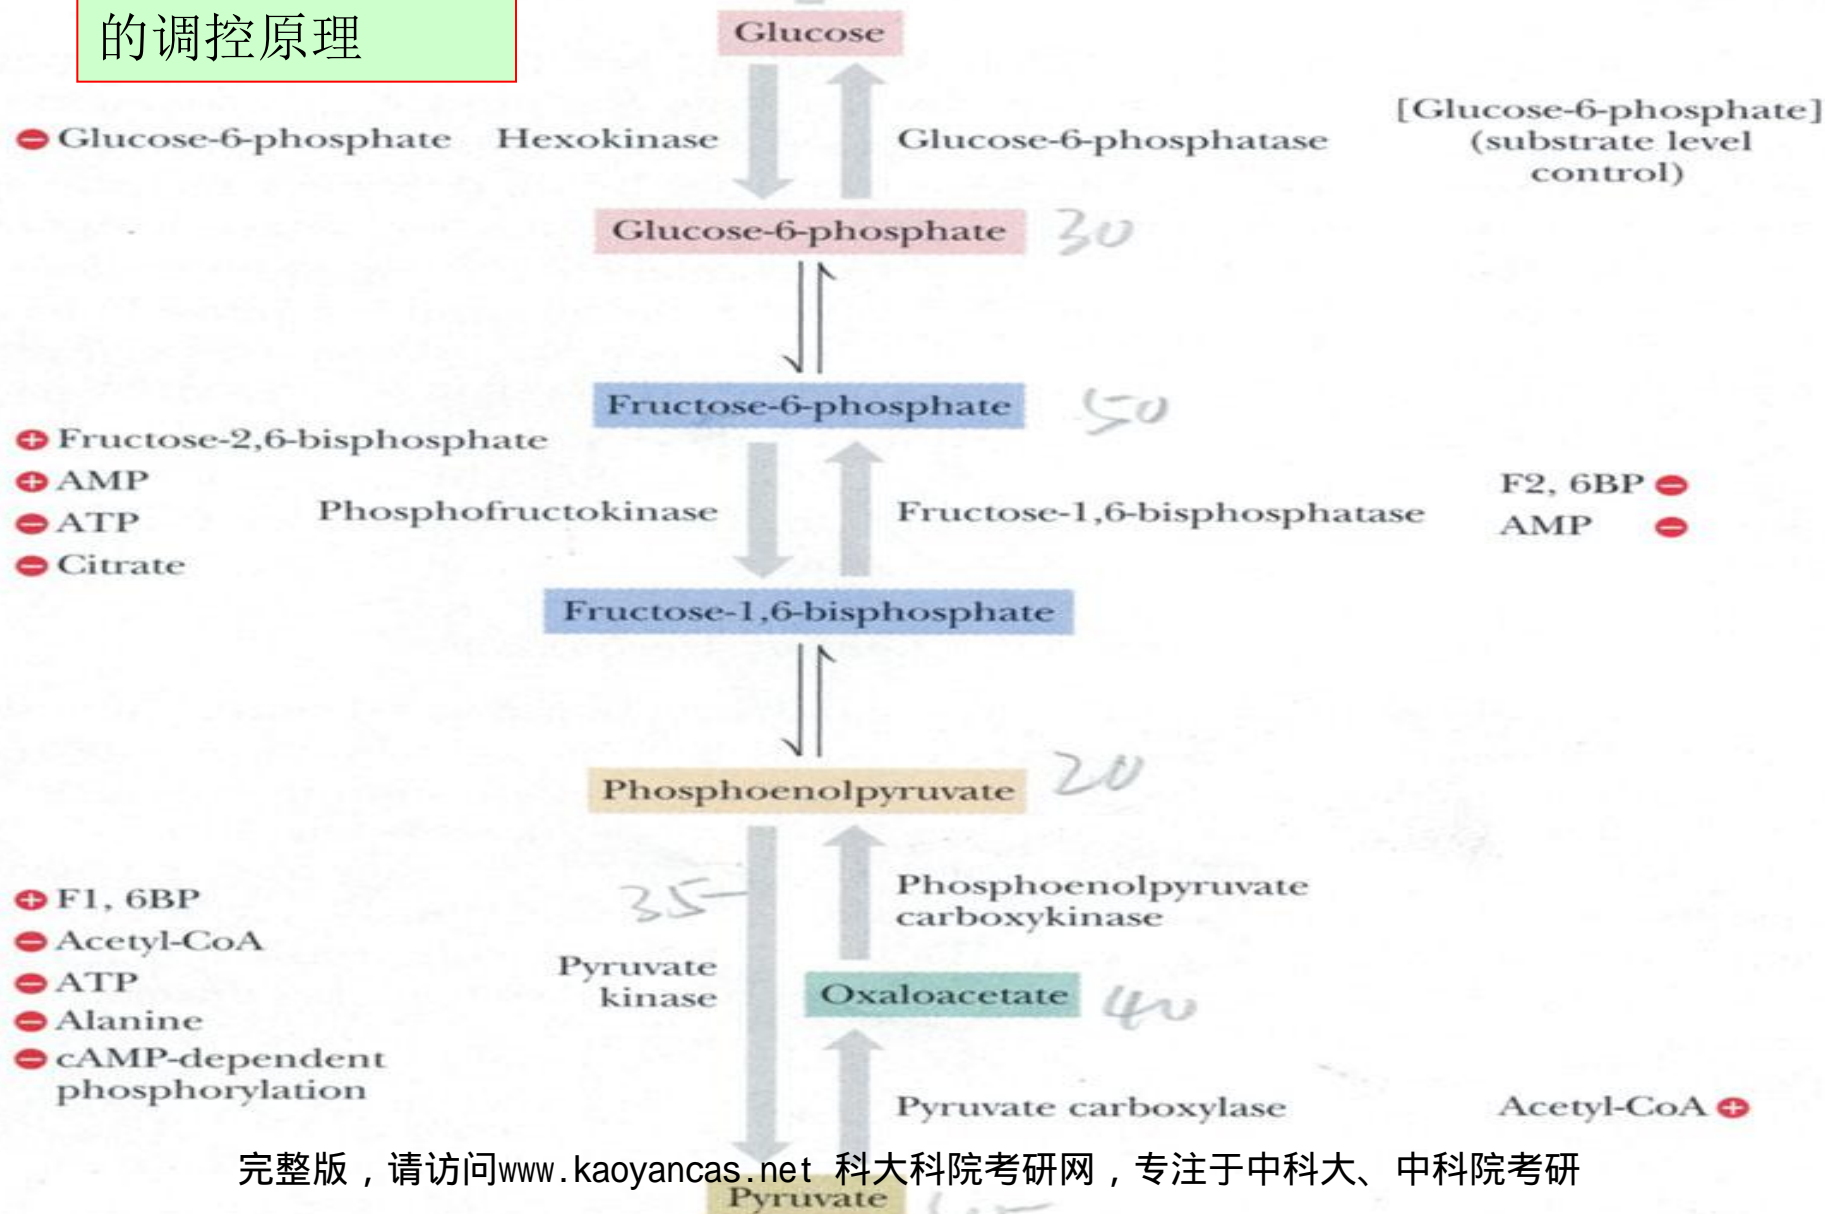 的调控原理
Glucose
Glucose-6-phosphate
Hexokinase
Glucose-6-phosphatase
[Glucose-6-phosphate]
(substrate level
control)
Glucose-6-phosphate
30
Fructose-6-phosphate
50
Fructose-2,6-bisphosphate
AMP
ATP
Citrate
Phosphofructokinase
Fructose-1,6-bisphosphatase
F2, 6BP
AMP
Fructose-1,6-bisphosphate
Phosphoenolpyruvate
20
F1, 6BP
Acetyl-CoA
ATP
Alanine
cAMP-dependent
phosphorylation
35
Pyruvate
kinase
Phosphoenolpyruvate
carboxykinase
Oxaloacetate
40
Pyruvate carboxylase
Acetyl-CoA
完整版，请访问www.kaoyancas.net 科大科院考研网，专注于中科大、中科院考研
Pyruvate